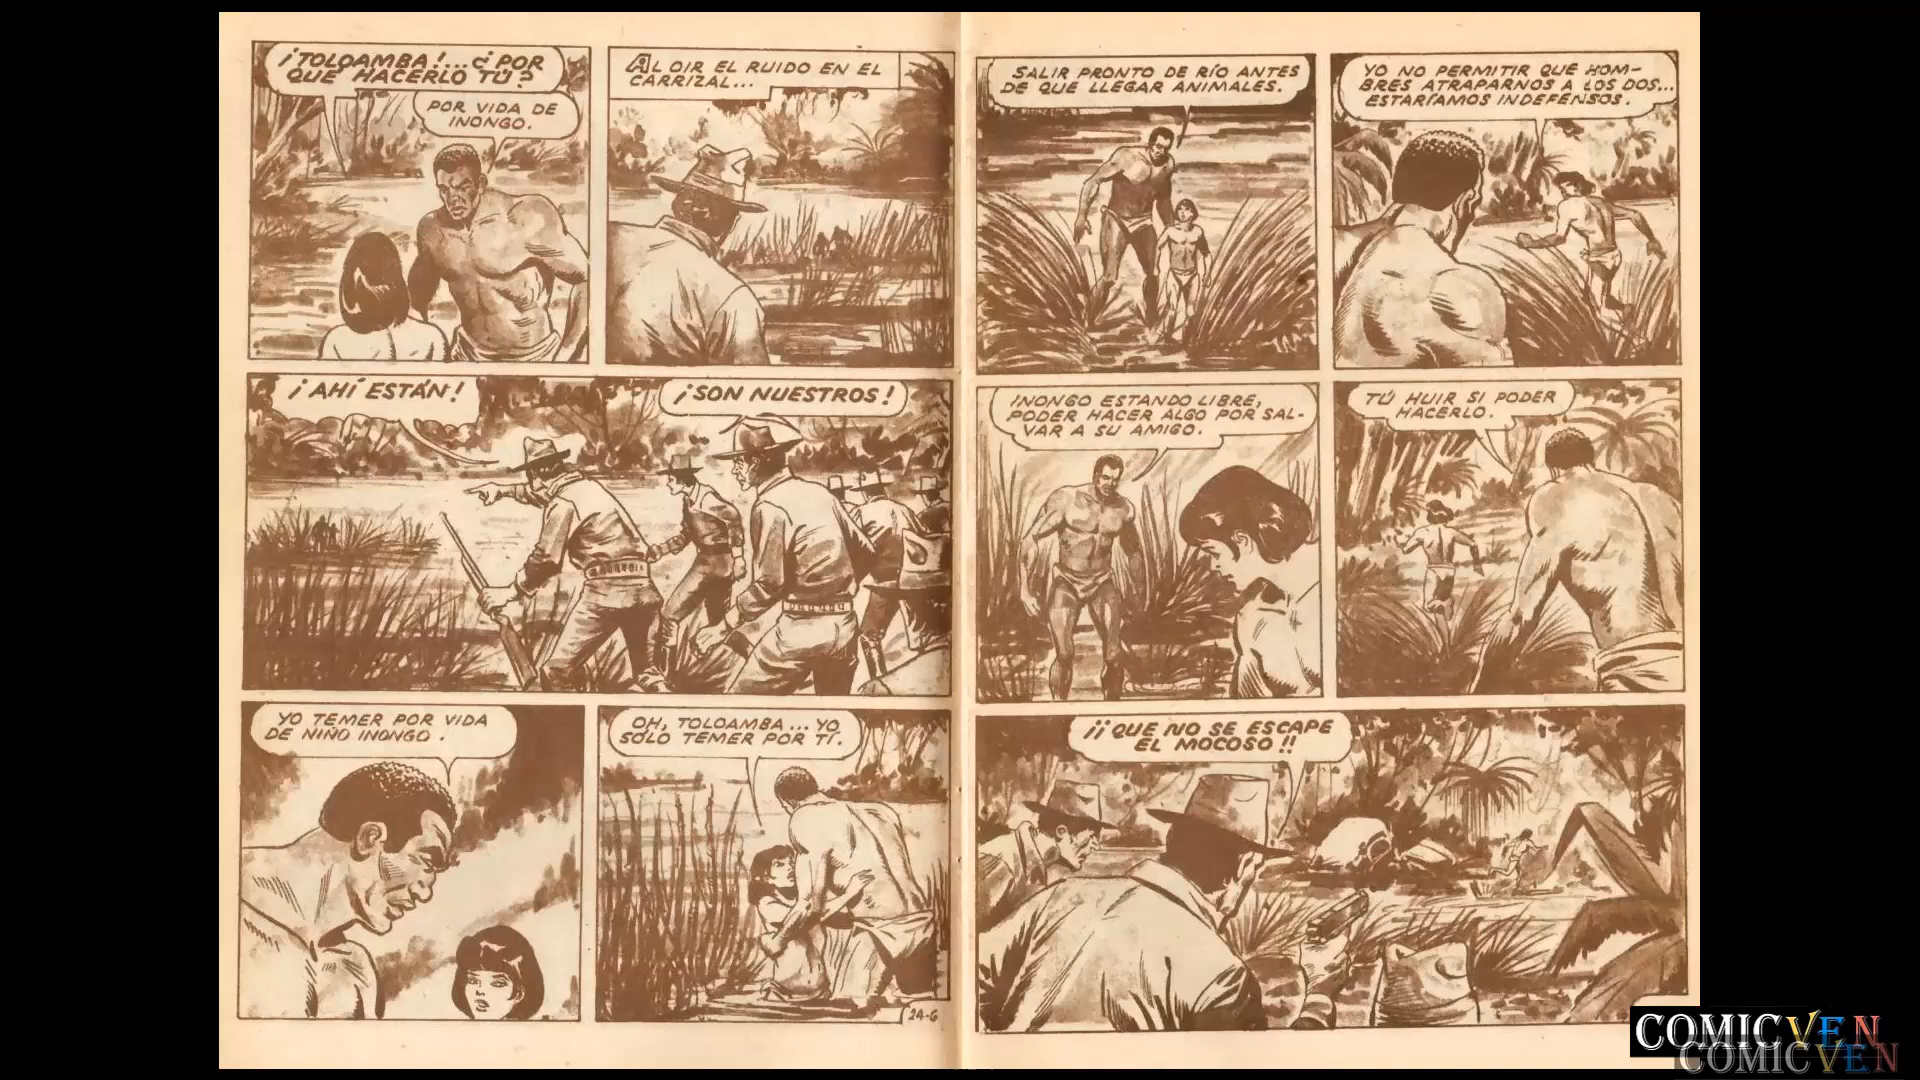 ¡TOLOAMBA!...¿POR
QUÉ HACERLO TÚ?
POR VIDA DE
INONGO.
AL OIR EL RUIDO EN EL
CARRIZAL...
¡AHÍ ESTÁN!
¡SON NUESTROS!
YO TEMER POR VIDA
DE NIÑO INONGO.
OH, TOLOAMBA... YO
SÓLO TEMER POR TÍ.
24-6
SALIR PRONTO DE RÍO ANTES
DE QUE LLEGAR ANIMALES.
YO NO PERMITIR QUE HOM-
BRES ATRAPARNOS A LOS DOS...
ESTARÍAMOS INDEFENSOS.
INONGO ESTANDO LIBRE,
PODER HACER ALGO POR SAL-
VAR A SU AMIGO.
TÚ HUIR SI PODER
HACERLO.
¡¡QUE NO SE ESCAPE
EL MOCOSO!!
COMICVEN
COMICVEN